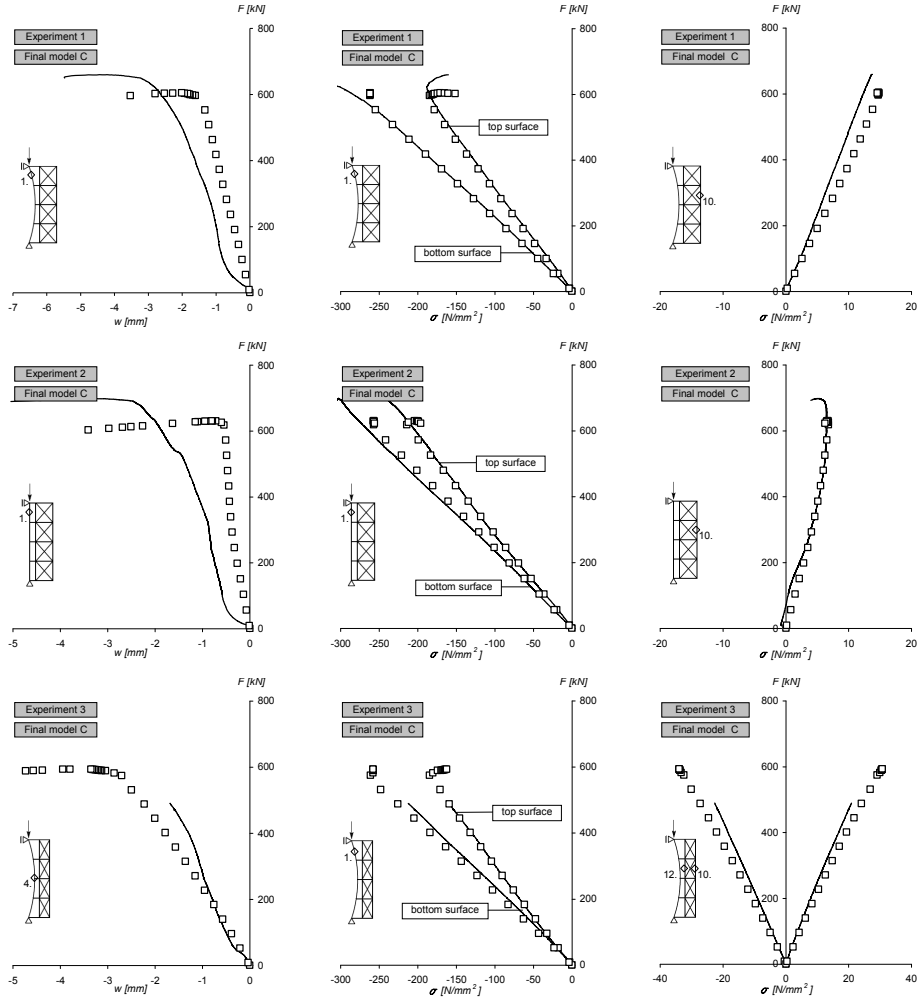 F [kN]
F [kN]
F [kN]
800
800
800
Experiment 1
Experiment 1
Experiment 1
Final model C
Final model C
Final model C
600
600
600
top surface
400
400
400
1.
1.
10.
200
200
200
bottom surface
0
0
0
-7 -6 -5 -4 -3 -2 -1 0
-300 -250 -200 -150 -100 -50 0
-20 -10 0 10 20
w [mm]
σ [N/mm²]
σ [N/mm²]
F [kN]
F [kN]
F [kN]
800
800
800
Experiment 2
Experiment 2
Experiment 2
Final model C
Final model C
Final model C
600
600
600
top surface
400
400
400
1.
1.
10.
200
200
200
bottom surface
0
0
0
-5 -4 -3 -2 -1 0
-300 -250 -200 -150 -100 -50 0
-20 -10 0 10 20
w [mm]
σ [N/mm²]
σ [N/mm²]
F [kN]
F [kN]
F [kN]
800
800
800
Experiment 3
Experiment 3
Experiment 3
Final model C
Final model C
Final model C
600
600
600
top surface
400
400
400
4.
1.
12. 10.
200
200
200
bottom surface
0
0
0
-5 -4 -3 -2 -1 0
-300 -250 -200 -150 -100 -50 0
-40 -20 0 20 40
w [mm]
σ [N/mm²]
σ [N/mm²]